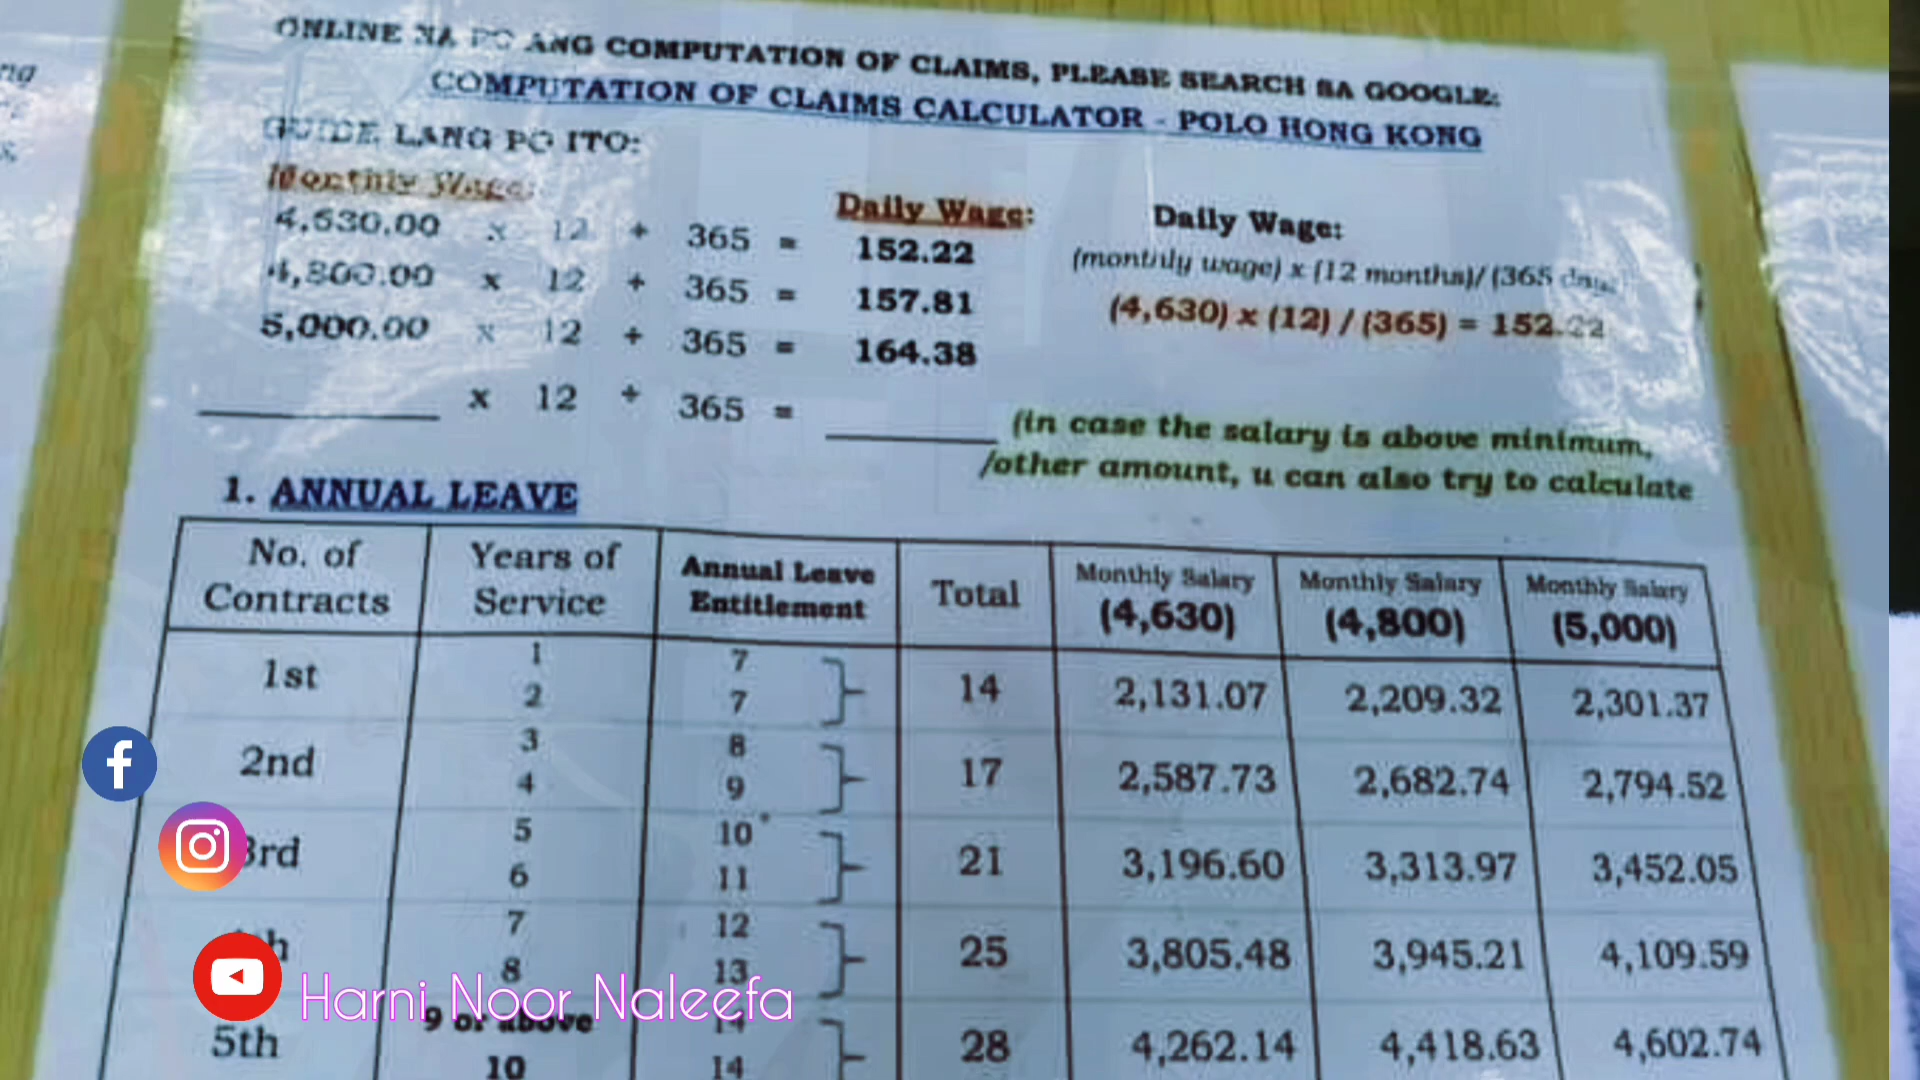 ONLINE NA PO ANG COMPUTATION OF CLAIMS, PLEASE SEARCH SA GOOGLE:
COMPUTATION OF CLAIMS CALCULATOR - POLO HONG KONG
GUIDE LANG PO ITO:
Monthly Wage: Daily Wage: Daily Wage:
4,630.00 x 12 ÷ 365 = 152.22 (monthly wage) x (12 months)/ (365 days)
4,800.00 x 12 ÷ 365 = 157.81 (4,630) x (12) / (365) = 152.22
5,000.00 x 12 ÷ 365 = 164.38
x 12 ÷ 365 =
(in case the salary is above minimum,
/other amount, u can also try to calculate
1. ANNUAL LEAVE
No. of Contracts Years of Service Annual Leave Entitlement Total Monthly Salary (4,630) Monthly Salary (4,800) Monthly Salary (5,000)
1st 1 7 14 2,131.07 2,209.32 2,301.37
2 7
2nd 3 8 17 2,587.73 2,682.74 2,794.52
4 9
3rd 5 10 21 3,196.60 3,313.97 3,452.05
6 11
7 12 25 3,805.48 3,945.21 4,109.59
8 13
5th 9 or above 14 28 4,262.14 4,418.63 4,602.74
10 14
Harni Noor Naleefa